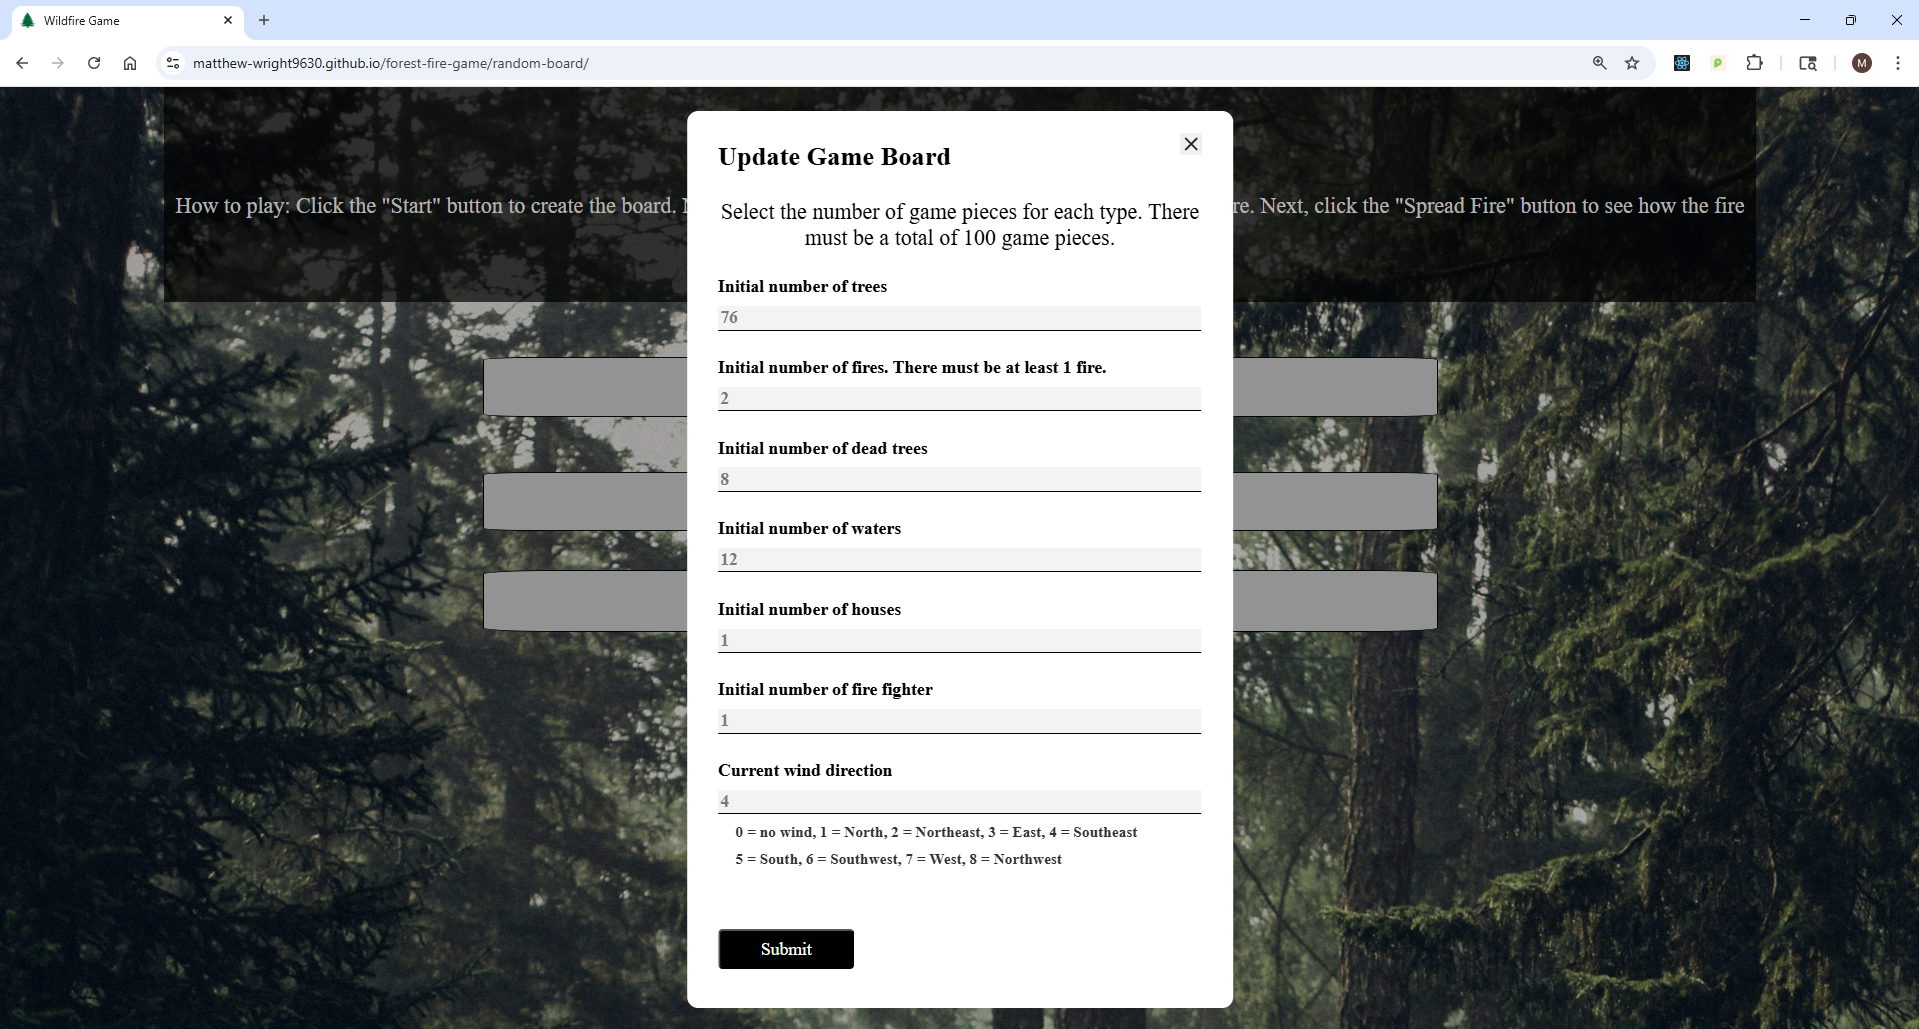 Wildfire Game
matthew-wright9630.github.io/forest-fire-game/random-board/
M
Update Game Board
How to play: Click the "Start" button to create the board.
re. Next, click the "Spread Fire" button to see how the fire
Select the number of game pieces for each type. There
must be a total of 100 game pieces.
Initial number of trees
76
Initial number of fires. There must be at least 1 fire.
2
Initial number of dead trees
8
Initial number of waters
12
Initial number of houses
1
Initial number of fire fighter
1
Current wind direction
4
0 = no wind, 1 = North, 2 = Northeast, 3 = East, 4 = Southeast
5 = South, 6 = Southwest, 7 = West, 8 = Northwest
Submit